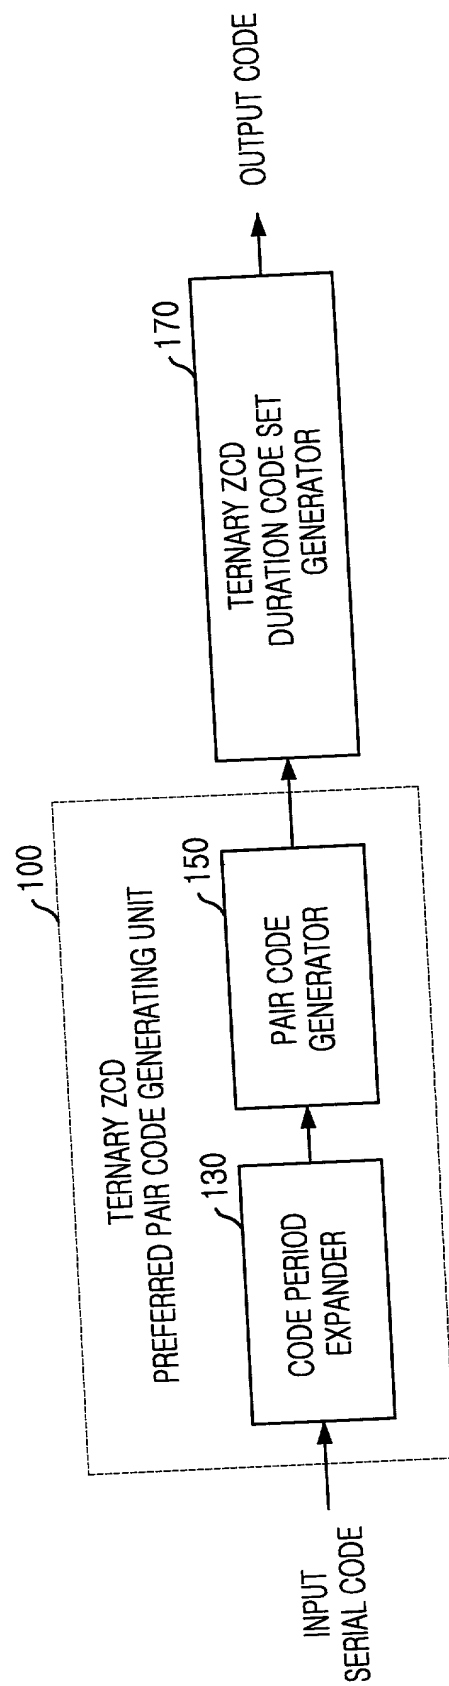 100
TERNARY ZCD
PREFERRED PAIR CODE GENERATING UNIT
INPUT
SERIAL CODE
130
CODE PERIOD
EXPANDER
150
PAIR CODE
GENERATOR
170
TERNARY ZCD
DURATION CODE SET
GENERATOR
OUTPUT CODE